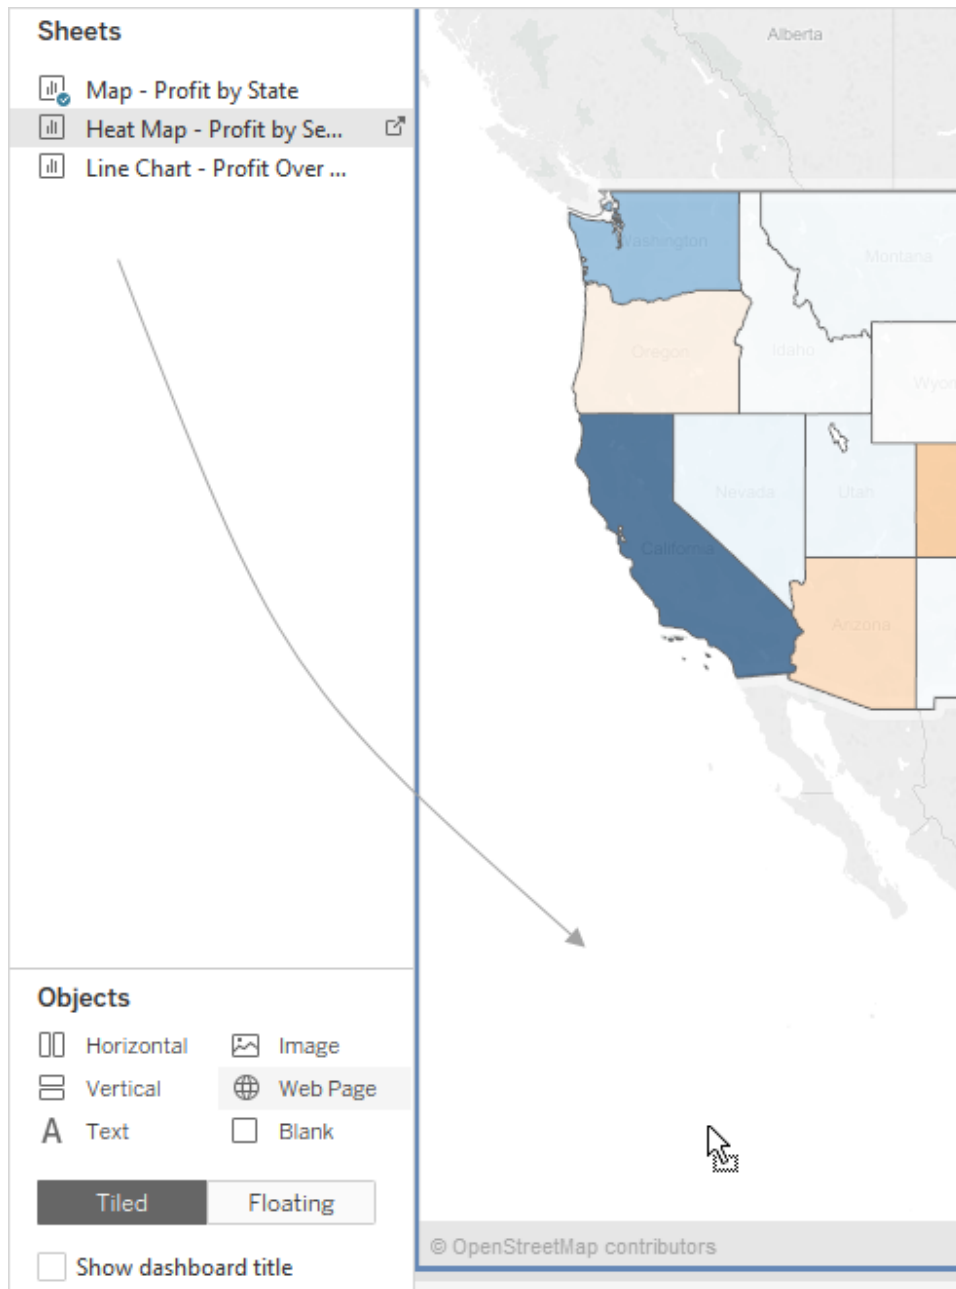 Sheets
Map - Profit by State
Heat Map - Profit by Se...
Line Chart - Profit Over ...
Alberta
Washington
Montana
Oregon
Idaho
Wyom
Nevada
Utah
California
Arizona
Objects
Horizontal
Image
Vertical
Web Page
Text
Blank
Tiled
Floating
Show dashboard title
© OpenStreetMap contributors